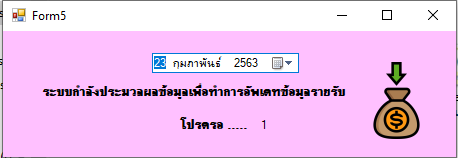 Form5
23 กุมภาพันธ์ 2563
ระบบกำลังประมวลผลข้อมูลเพื่อทำการอัพเดทข้อมูลรายรับ
โปรดรอ ..... 1